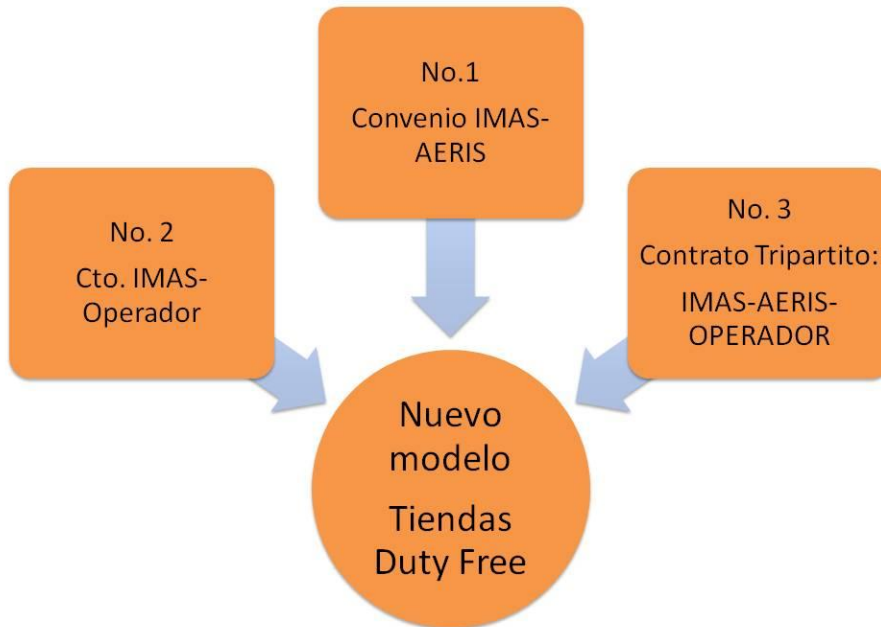 No.1
Convenio IMAS-
AERIS
No. 2
Cto. IMAS-
Operador
No. 3
Contrato Tripartito:
IMAS-AERIS-
OPERADOR
Nuevo
modelo
Tiendas
Duty Free